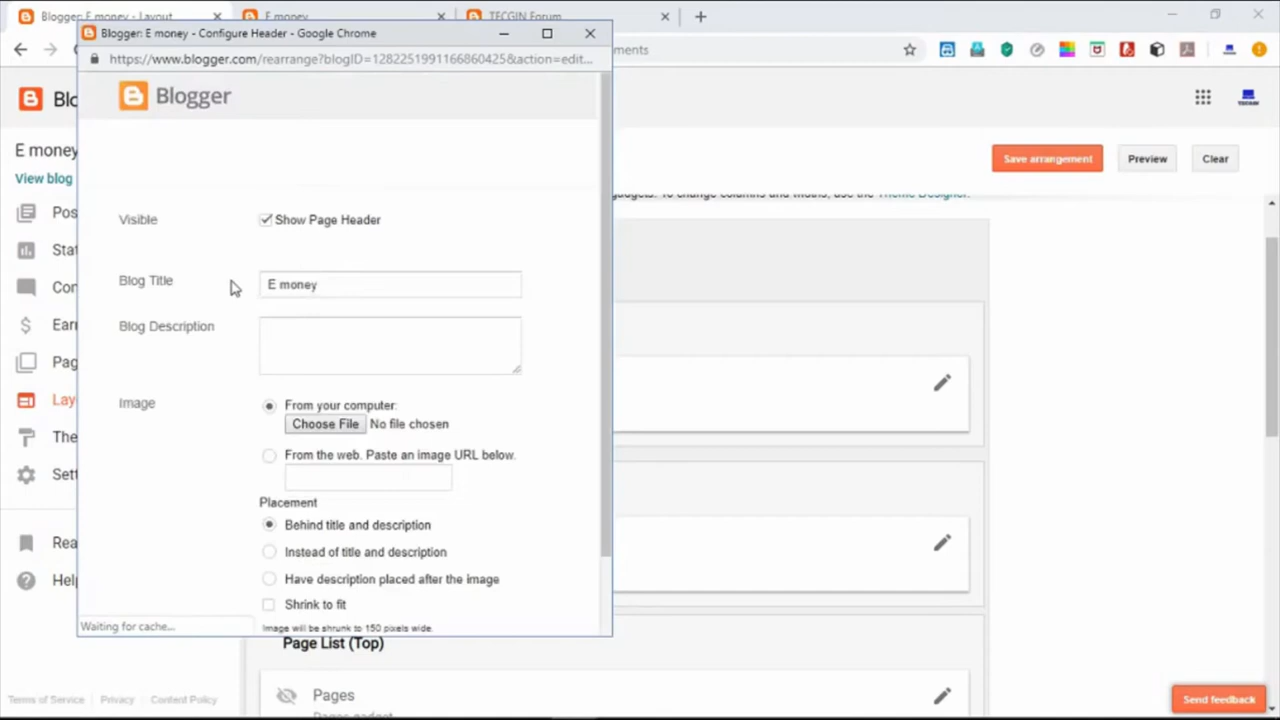 Blogger: E money - Layout
E money
TECGIN Forum
Blogger: E money - Configure Header - Google Chrome
https://www.blogger.com/rearrange?blogID=1282251991166860425&action=edit...
ments
Blogger
E money
View blog
Save arrangement
Preview
Clear
gadgets. To change columns and widths, use the Theme Designer.
Pos
Stat
Con
Earn
Pag
Lay
The
Sett
Rea
Help
Visible
Show Page Header
Blog Title
E money
Blog Description
Image
From your computer:
Choose File No file chosen
From the web. Paste an image URL below.
Placement
Behind title and description
Instead of title and description
Have description placed after the image
Shrink to fit
Image will be shrunk to 150 pixels wide.
Waiting for cache...
Page List (Top)
Pages
Pages gadget
Terms of Service Privacy Content Policy
Send feedback